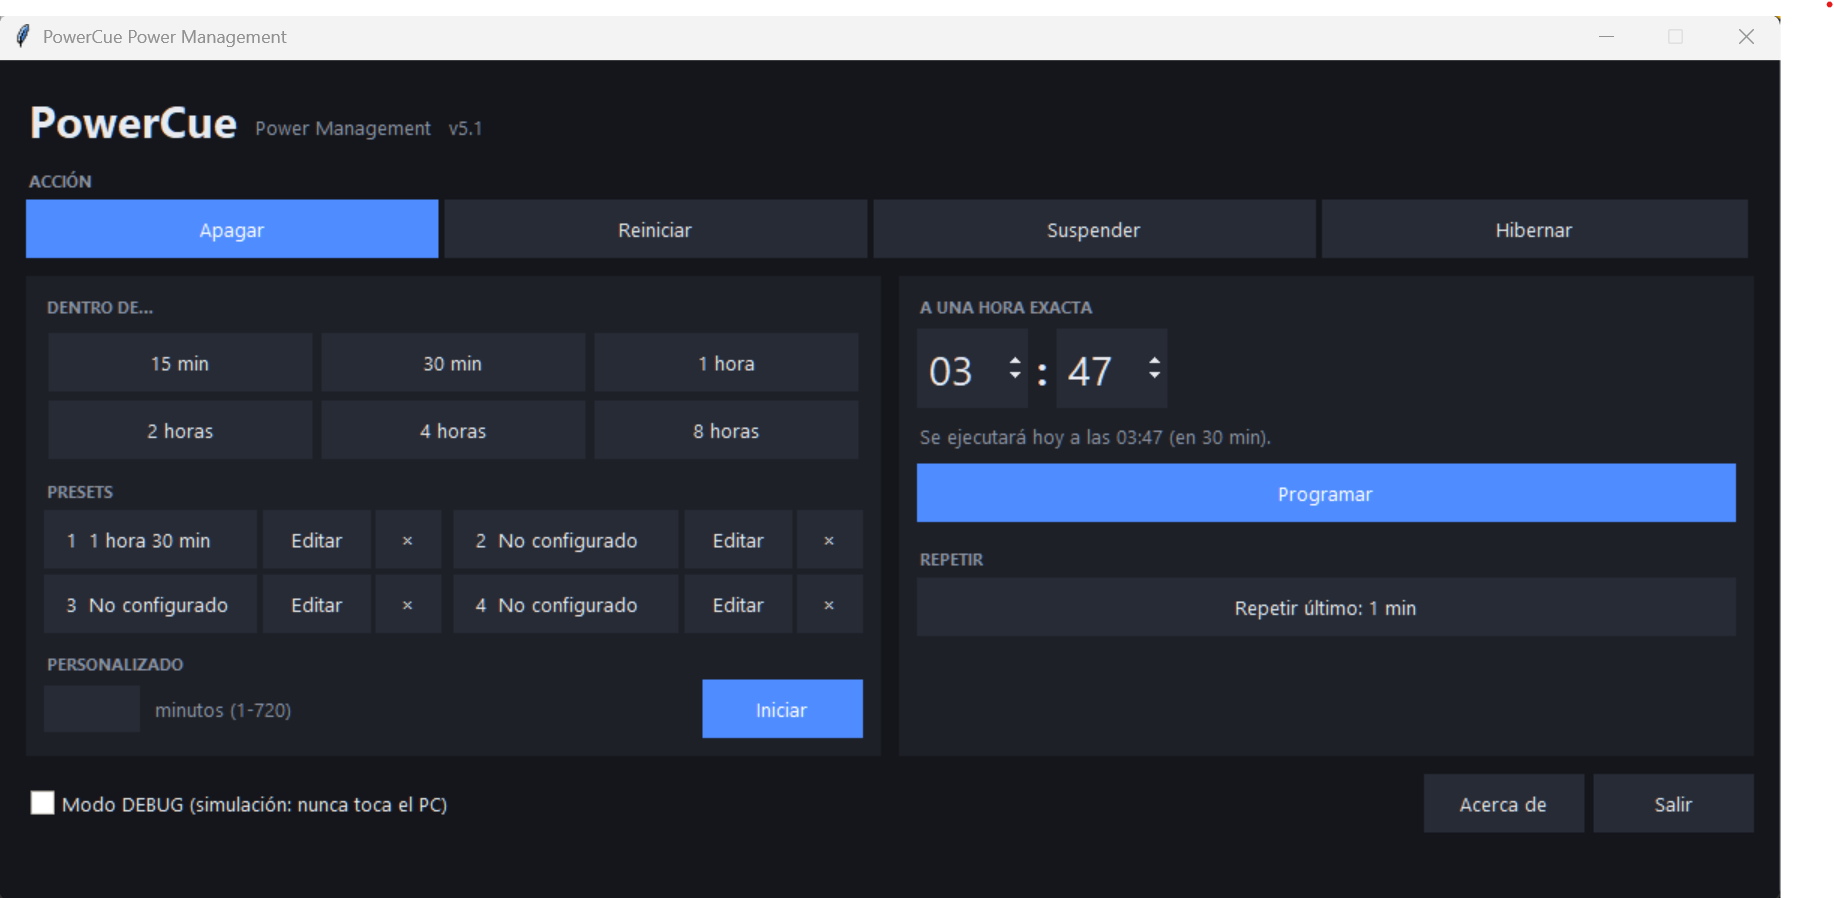 PowerCue Power Management
PowerCue Power Management v5.1
ACCIÓN
Apagar Reiniciar Suspender Hibernar
DENTRO DE...
15 min 30 min 1 hora
2 horas 4 horas 8 horas
PRESETS
1 1 hora 30 min Editar × 2 No configurado Editar ×
3 No configurado Editar × 4 No configurado Editar ×
PERSONALIZADO
minutos (1-720) Iniciar
A UNA HORA EXACTA
03 : 47
Se ejecutará hoy a las 03:47 (en 30 min).
Programar
REPETIR
Repetir último: 1 min
Modo DEBUG (simulación: nunca toca el PC)
Acerca de Salir